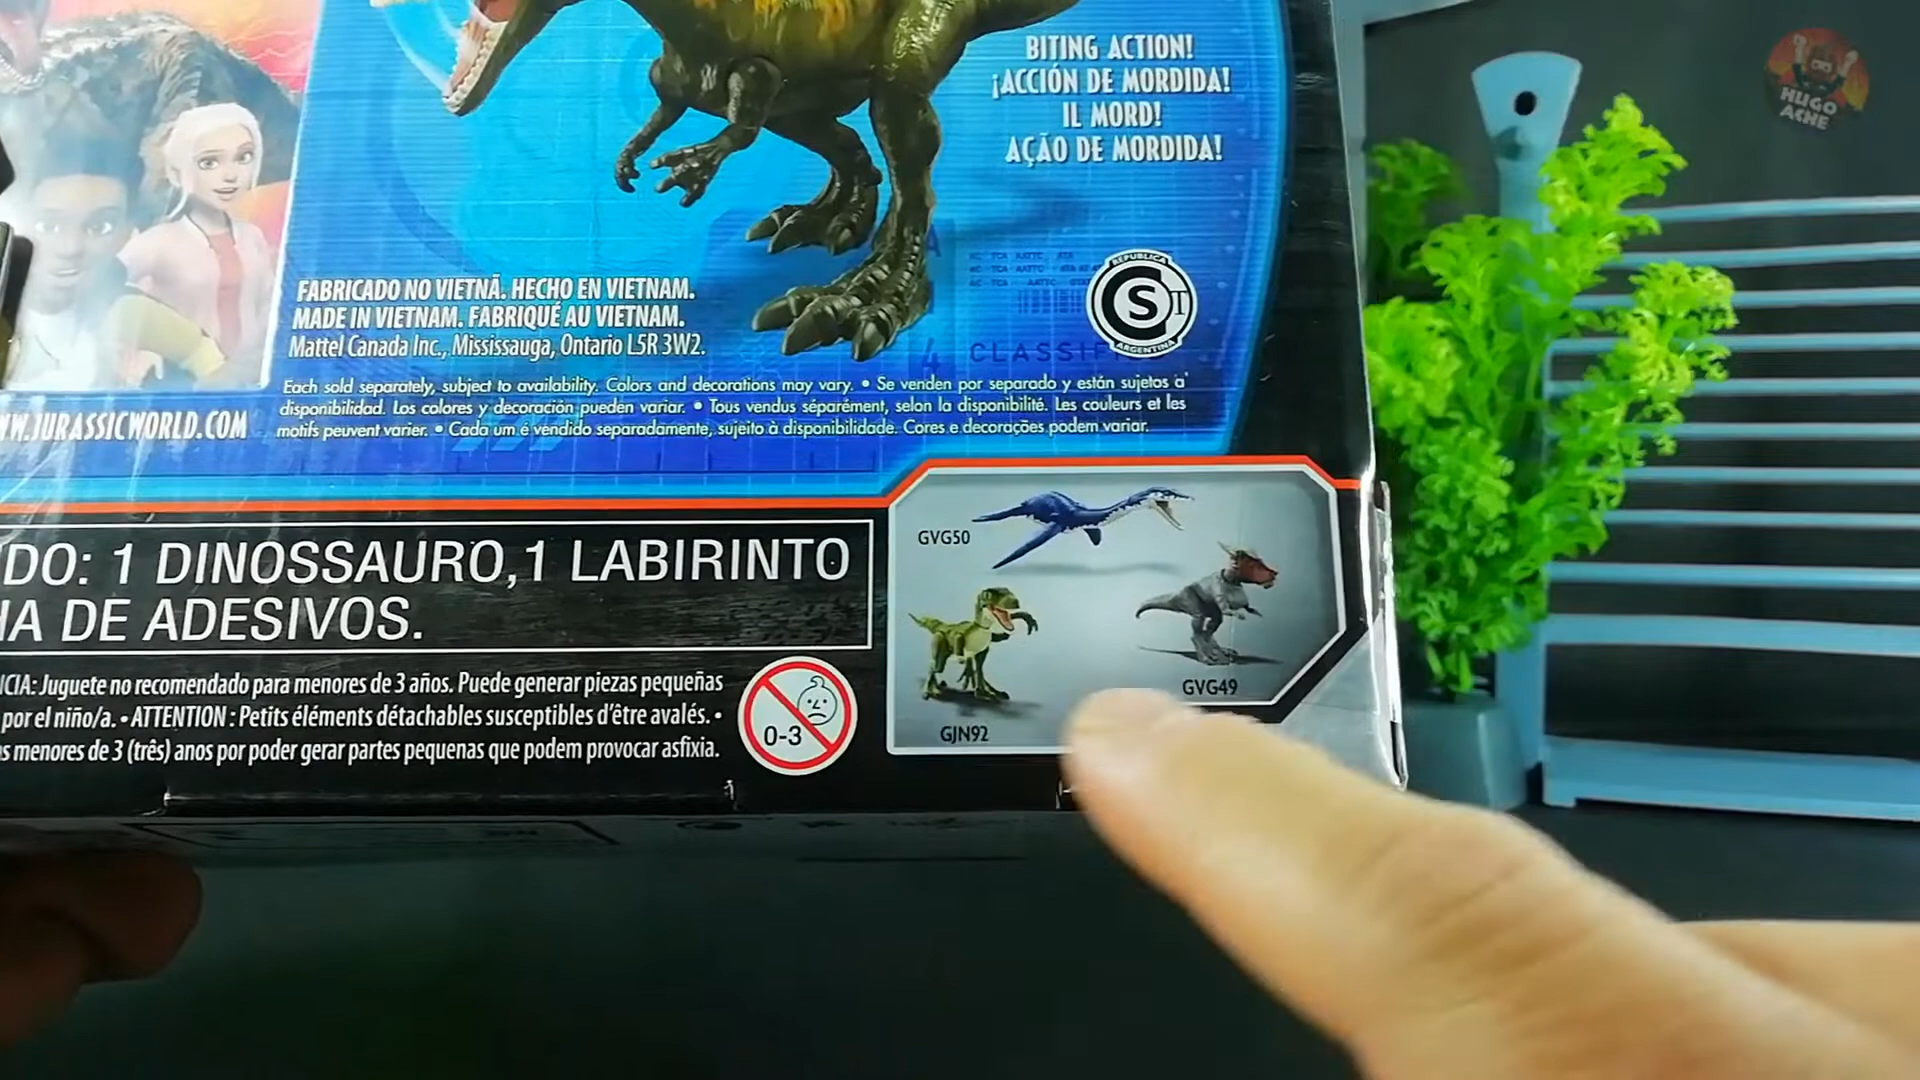 BITING ACTION!
¡ACCIÓN DE MORDIDA!
IL MORD!
AÇÃO DE MORDIDA!
HUGO
ACHE
FABRICADO NO VIETNÃ. HECHO EN VIETNAM.
MADE IN VIETNAM. FABRIQUÉ AU VIETNAM.
Mattel Canada Inc., Mississauga, Ontario L5R 3W2.
REPUBLICA
S
ARGENTINA
4 CLASSIF
Each sold separately, subject to availability. Colors and decorations may vary. • Se venden por separado y están sujetos a
disponibilidad. Los colores y decoración pueden variar. • Tous vendus séparément, selon la disponibilité. Les couleurs et les
motifs peuvent varier. • Cada um é vendido separadamente, sujeito à disponibilidade. Cores e decorações podem variar.
W.JURASSICWORLD.COM
DO: 1 DINOSSAURO,1 LABIRINTO
A DE ADESIVOS.
CIA: Juguete no recomendado para menores de 3 años. Puede generar piezas pequeñas
por el niño/a. • ATTENTION : Petits éléments détachables susceptibles d'être avalés. •
s menores de 3 (três) anos por poder gerar partes pequenas que podem provocar asfixia.
0-3
GVG50
GVG49
GJN92